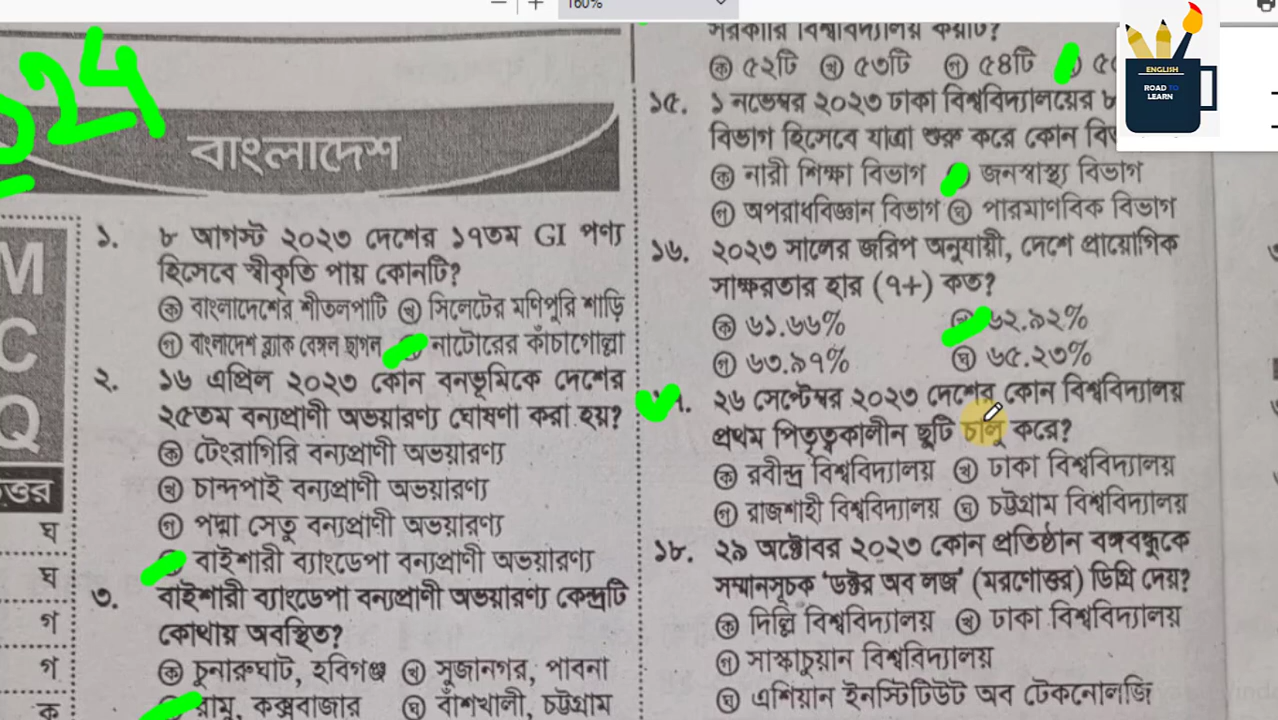 160%
2024
বাংলাদেশ
M
C
Q
ঘ
ঘ
গ
গ
ক
১. ৮ আগস্ট ২০২৩ দেশের ১৭তম GI পণ্য
হিসেবে স্বীকৃতি পায় কোনটি?
ক বাংলাদেশের শীতলপাটি খ সিলেটের মণিপুরি শাড়ি
গ বাংলাদেশ ব্ল্যাক বেঙ্গল ছাগল নাটোরের কাঁচাগোল্লা
২. ১৬ এপ্রিল ২০২৩ কোন বনভূমিকে দেশের
২৫তম বন্যপ্রাণী অভয়ারণ্য ঘোষণা করা হয়?
ক টেংরাগিরি বন্যপ্রাণী অভয়ারণ্য
খ চান্দপাই বন্যপ্রাণী অভয়ারণ্য
গ পদ্মা সেতু বন্যপ্রাণী অভয়ারণ্য
বাইশারী ব্যাংডেপা বন্যপ্রাণী অভয়ারণ্য
৩. বাইশারী ব্যাংডেপা বন্যপ্রাণী অভয়ারণ্য কেন্দ্রটি
কোথায় অবস্থিত?
ক চুনারুঘাট, হবিগঞ্জ খ সুজানগর, পাবনা
রামু, কক্সবাজার ঘ বাঁশখালী, চট্টগ্রাম
সরকারি বিশ্ববিদ্যালয় কয়টি?
ক ৫২টি খ ৫৩টি গ ৫৪টি
১৫. ১ নভেম্বর ২০২৩ ঢাকা বিশ্ববিদ্যালয়ের ৮
বিভাগ হিসেবে যাত্রা শুরু করে কোন বি
ক নারী শিক্ষা বিভাগ জনস্বাস্থ্য বিভাগ
গ অপরাধবিজ্ঞান বিভাগ ঘ পারমাণবিক বিভাগ
১৬. ২০২৩ সালের জরিপ অনুযায়ী, দেশে প্রায়োগিক
সাক্ষরতার হার (৭+) কত?
ক ৬১.৬৬% ৬২.৯২%
গ ৬৩.৯৭% ঘ ৬৫.২৩%
৭. ২৬ সেপ্টেম্বর ২০২৩ দেশের কোন বিশ্ববিদ্যালয়
প্রথম পিতৃত্বকালীন ছুটি চালু করে?
ক রবীন্দ্র বিশ্ববিদ্যালয় খ ঢাকা বিশ্ববিদ্যালয়
গ রাজশাহী বিশ্ববিদ্যালয় ঘ চট্টগ্রাম বিশ্ববিদ্যালয়
১৮. ২৯ অক্টোবর ২০২৩ কোন প্রতিষ্ঠান বঙ্গবন্ধুকে
সম্মানসূচক ‘ডক্টর অব লজ’ (মরণোত্তর) ডিগ্রি দেয়?
ক দিল্লি বিশ্ববিদ্যালয় খ ঢাকা বিশ্ববিদ্যালয়
গ সাস্কাচুয়ান বিশ্ববিদ্যালয়
ঘ এশিয়ান ইনস্টিটিউট অব টেকনোলজি
ENGLISH
ROAD TO
LEARN